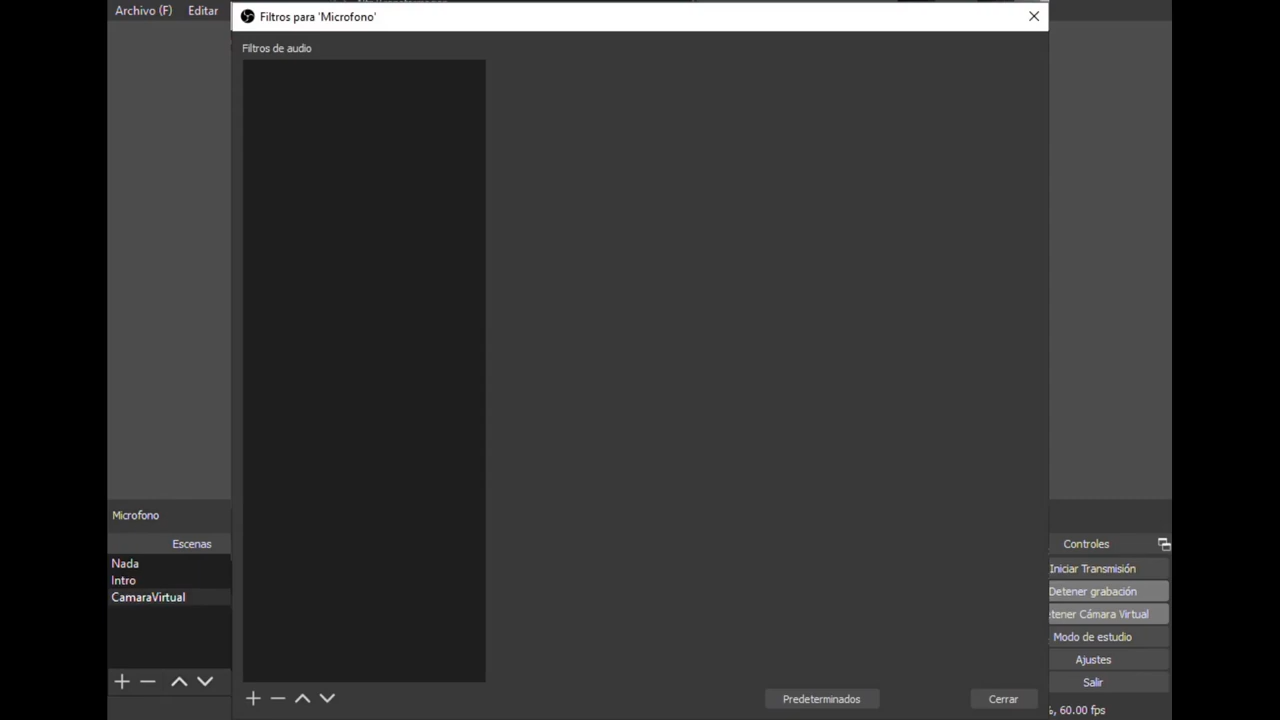 Archivo (F) Editar
Filtros para 'Microfono'
Filtros de audio
Microfono
Escenas
Nada
Intro
CamaraVirtual
Predeterminados
Cerrar
Controles
Iniciar Transmisión
Detener grabación
tener Cámara Virtual
Modo de estudio
Ajustes
Salir
60.00 fps